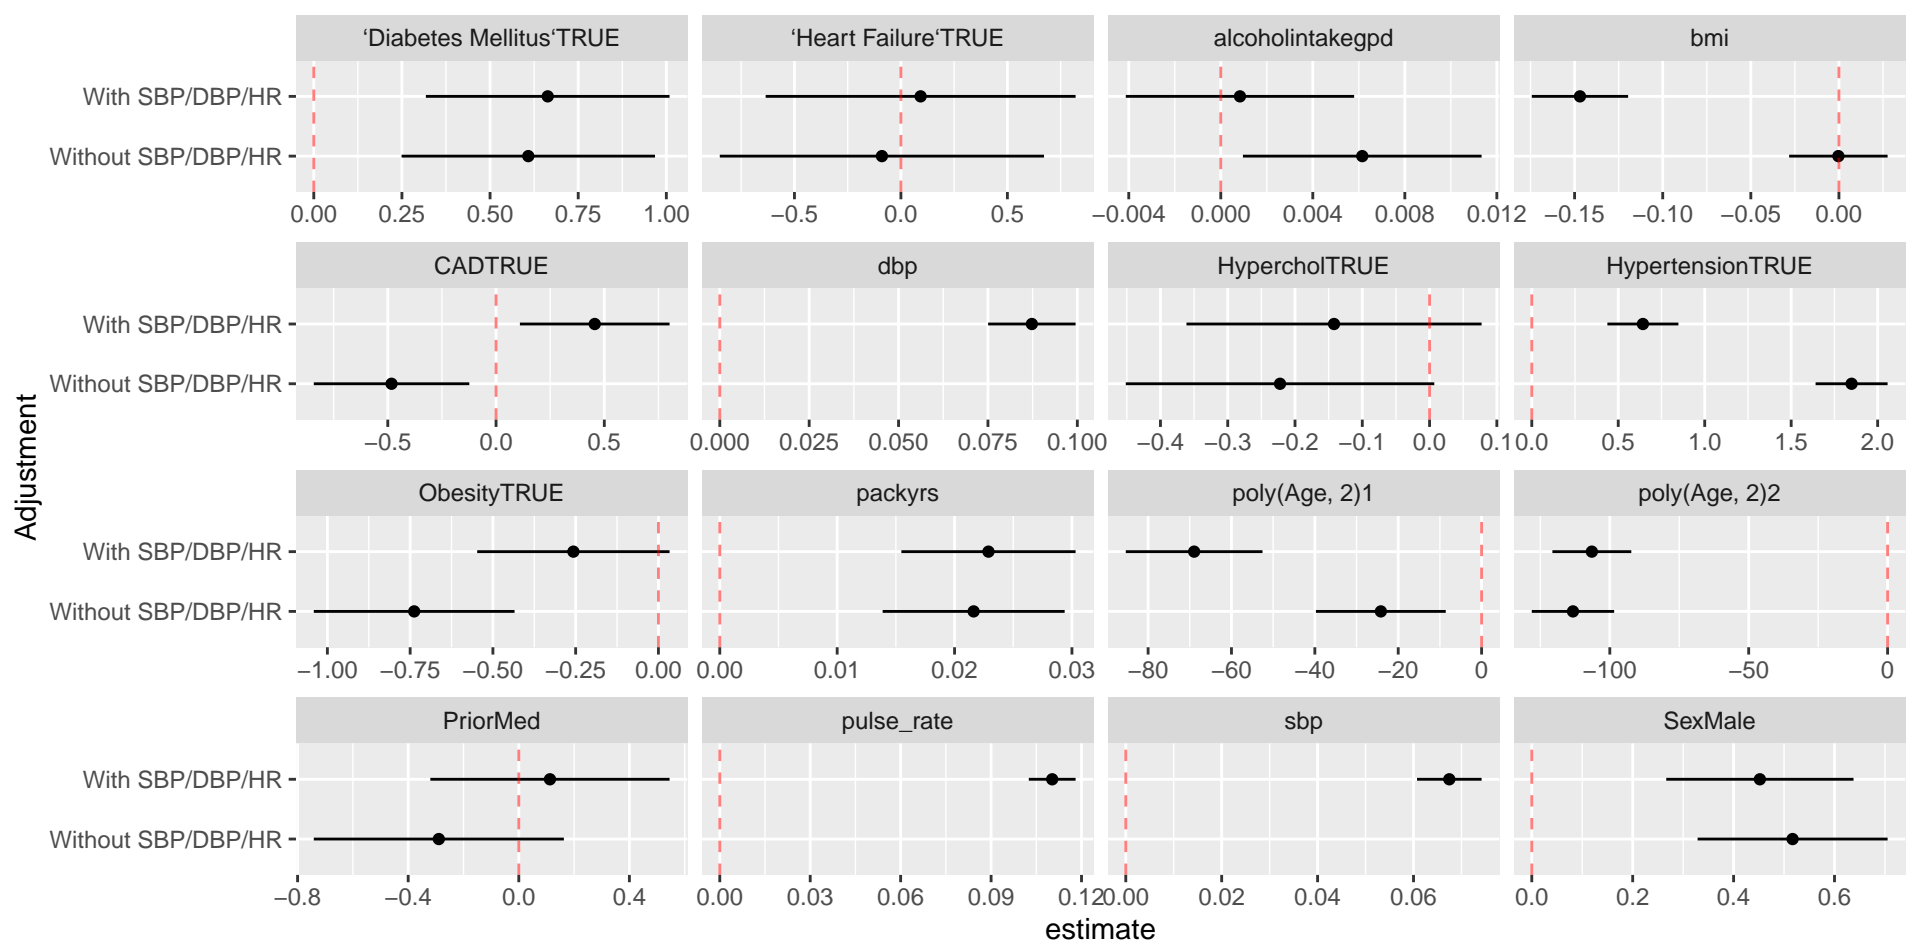 ‘Diabetes Mellitus‘TRUE ‘Heart Failure‘TRUE alcoholintakegpd bmi
With SBP/DBP/HR
Without SBP/DBP/HR
0.00 0.25 0.50 0.75 1.00 −0.5 0.0 0.5 −0.004 0.000 0.004 0.008 0.012 −0.15 −0.10 −0.05 0.00
CADTRUE dbp HypercholTRUE HypertensionTRUE
With SBP/DBP/HR
Without SBP/DBP/HR
−0.5 0.0 0.5 0.000 0.025 0.050 0.075 0.100 −0.4 −0.3 −0.2 −0.1 0.0 0.1 0.0 0.5 1.0 1.5 2.0
Adjustment
ObesityTRUE packyrs poly(Age, 2)1 poly(Age, 2)2
With SBP/DBP/HR
Without SBP/DBP/HR
−1.00 −0.75 −0.50 −0.25 0.00 0.00 0.01 0.02 0.03 −80 −60 −40 −20 0 −100 −50 0
PriorMed pulse_rate sbp SexMale
With SBP/DBP/HR
Without SBP/DBP/HR
−0.8 −0.4 0.0 0.4 0.00 0.03 0.06 0.09 0.12 0.00 0.02 0.04 0.06 0.0 0.2 0.4 0.6
estimate